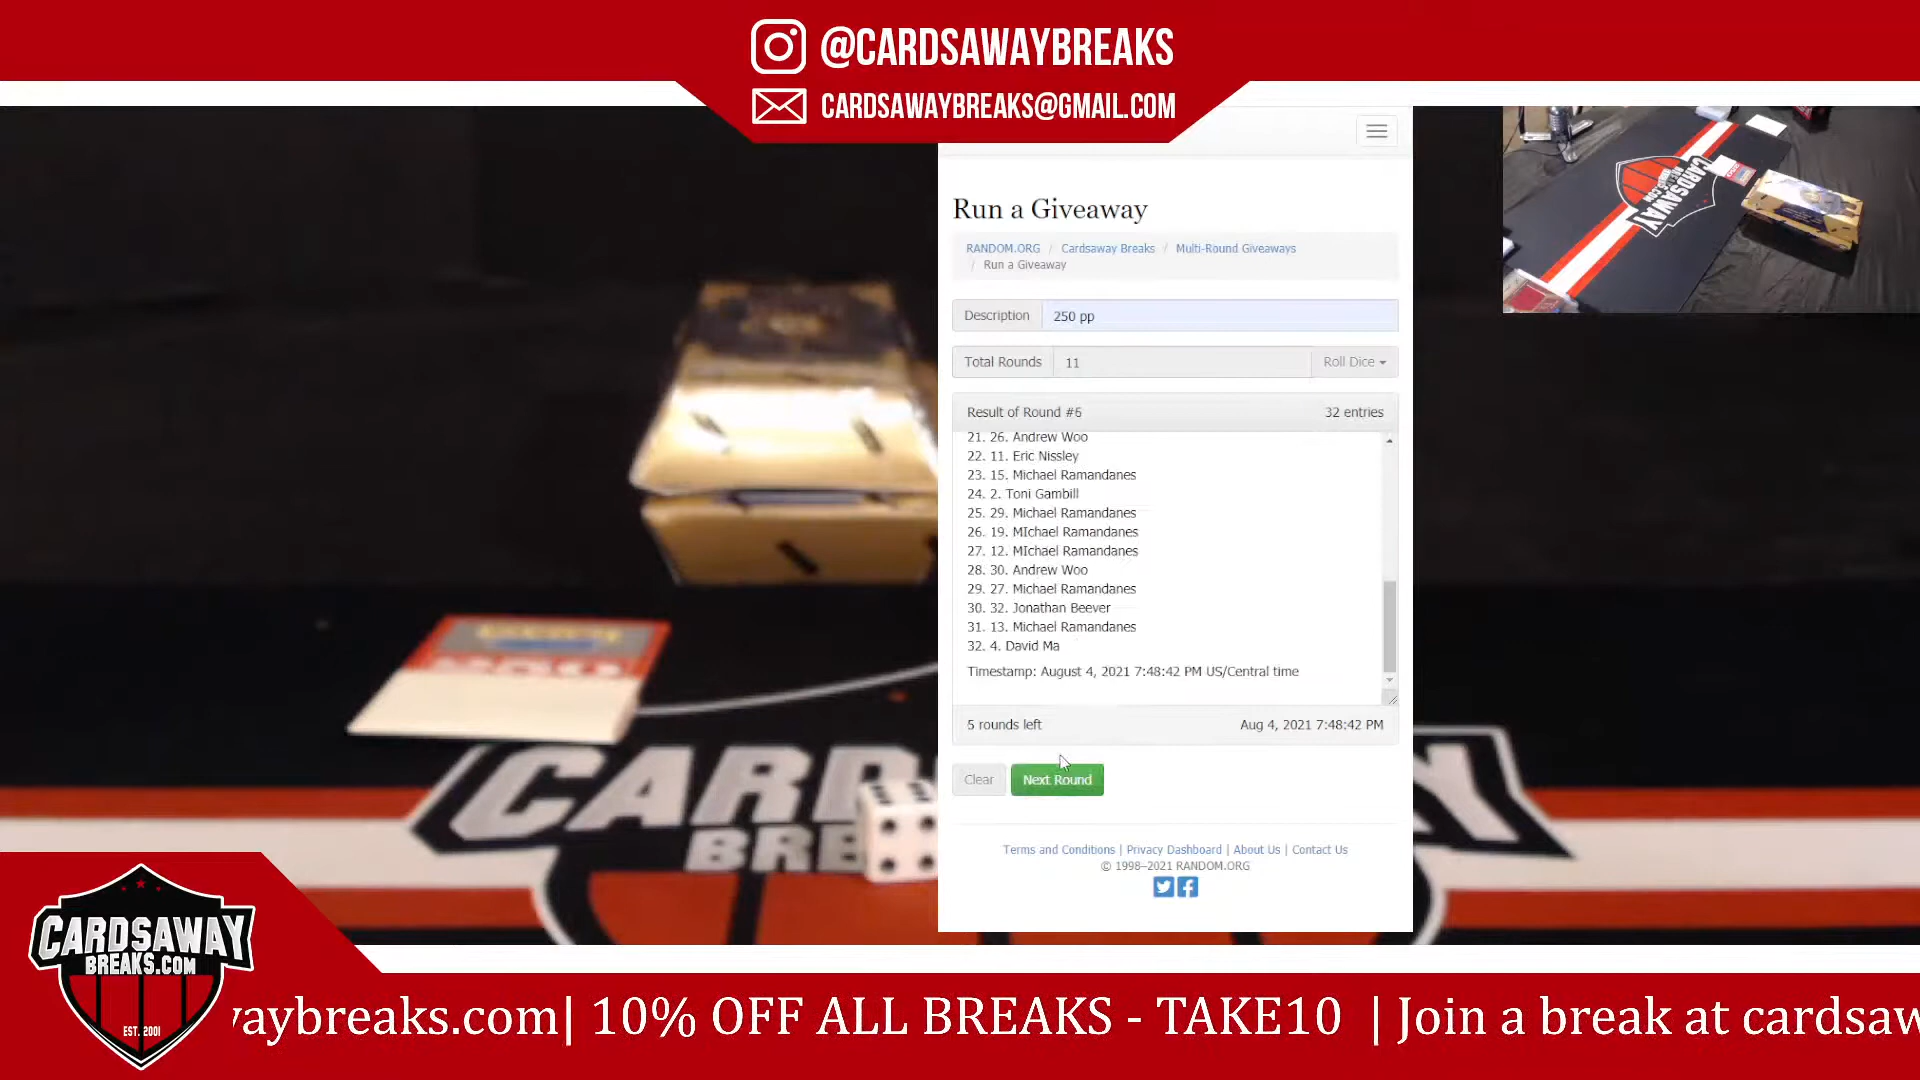 @CARDSAWAYBREAKS
CARDSAWAYBREAKS@GMAIL.COM
Run a Giveaway
RANDOM.ORG / Cardsaway Breaks / Multi-Round Giveaways
/ Run a Giveaway
Description 250 pp
Total Rounds 11 Roll Dice
Result of Round #6 32 entries
21. 26. Andrew Woo
22. 11. Eric Nissley
23. 15. Michael Ramandanes
24. 2. Toni Gambill
25. 29. Michael Ramandanes
26. 19. MIchael Ramandanes
27. 12. MIchael Ramandanes
28. 30. Andrew Woo
29. 27. Michael Ramandanes
30. 32. Jonathan Beever
31. 13. Michael Ramandanes
32. 4. David Ma
Timestamp: August 4, 2021 7:48:42 PM US/Central time
5 rounds left Aug 4, 2021 7:48:42 PM
Clear Next Round
Terms and Conditions | Privacy Dashboard | About Us | Contact Us
© 1998–2021 RANDOM.ORG
CARDSAWAY
BREAKS.COM
EST. 2001
waybreaks.com| 10% OFF ALL BREAKS - TAKE10 | Join a break at cardsaw